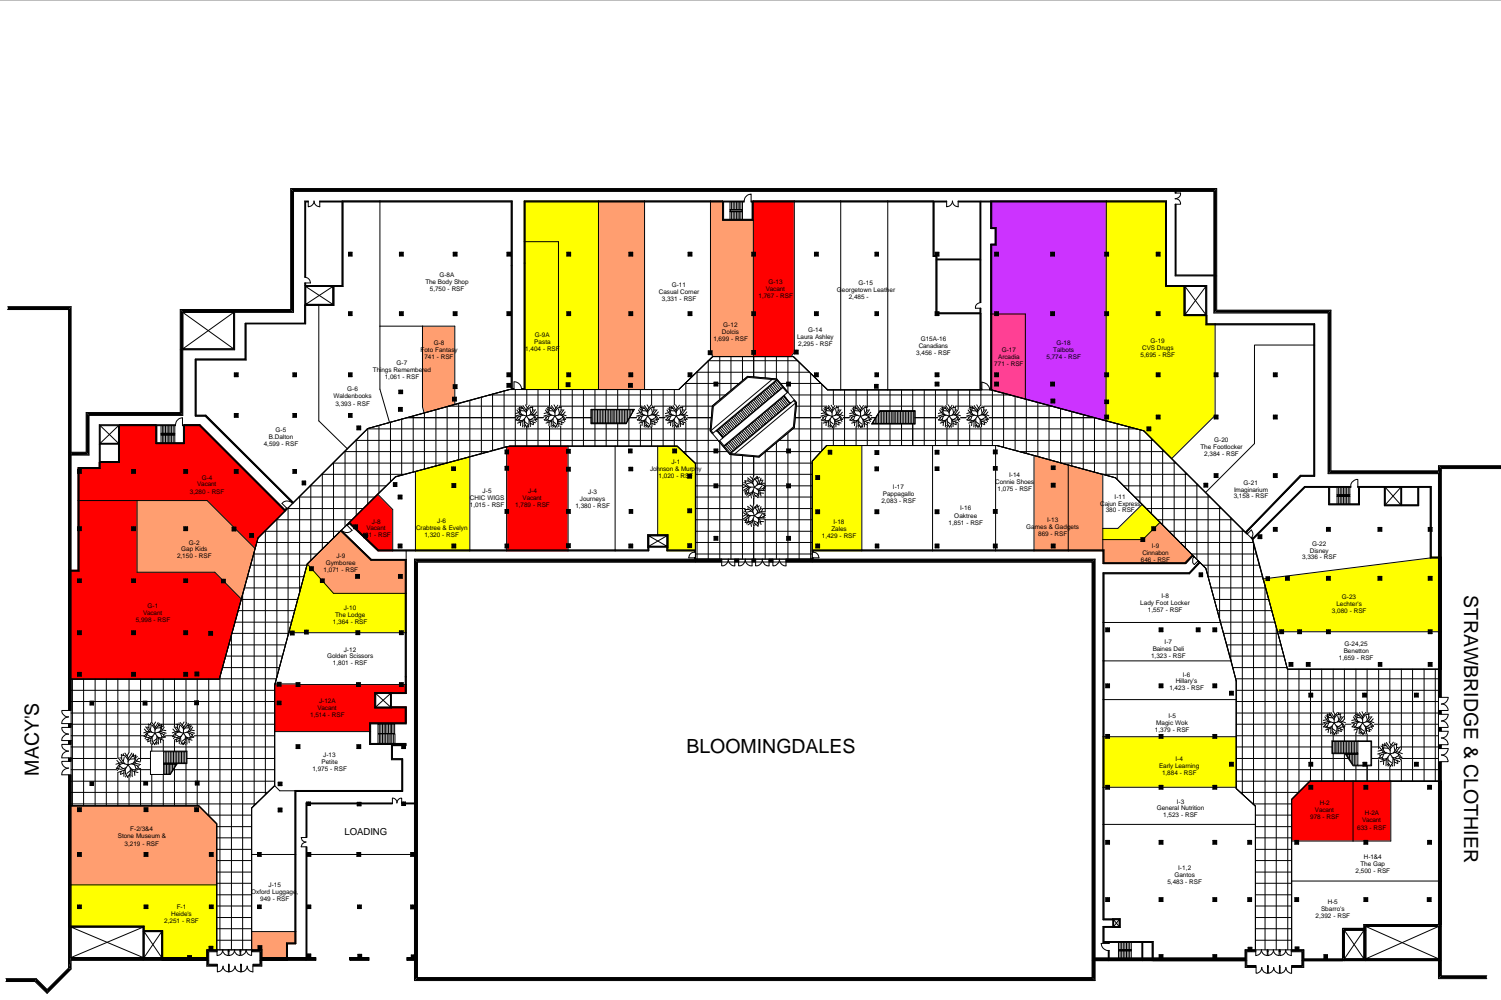 G-8A
The Body Shop
5,750 - RSF
G-11
Casual Corner
3,331 - RSF
G-13
Vacant
G-15
Georgetown Leather
2,485 -
G-12
Dolcis
1,699 - RSF
G-14
Laura Ashley
2,295 - RSF
G15A-16
Canadians
3,456 - RSF
G-9A
Pasta
1,404 - RSF
G-8
Foto Fantasy
741 - RSF
G-7
Things Remembered
1,061 - RSF
G-6
Waldenbooks
3,393 - RSF
G-5
B.Dalton
4,599 - RSF
G-17
Arcadia
771 - RSF
G-18
Talbots
5,774 - RSF
G-19
CVS Drugs
5,695 - RSF
G-20
The Footlocker
2,384 - RSF
G-21
Imaginarium
3,158 - RSF
G-4
Vacant
G-2
Gap Kids
2,150 - RSF
G-1
Vacant
J-8
Vacant
J-6
Crabtree & Evelyn
1,320 - RSF
J-5
CHIC WIGS
1,015 - RSF
J-4
Vacant
J-3
Journeys
1,380 - RSF
J-1
Johnson & Murphy
1,020 - RSF
I-18
Zales
1,429 - RSF
I-17
Pappagallo
2,083 - RSF
I-16
Oaktree
1,851 - RSF
I-14
Connie Shoes
1,075 - RSF
I-13
Games & Gadgets
869 - RSF
I-11
Cajun Express
380 - RSF
I-9
Cinnabon
646 - RSF
G-22
Disney
3,336 - RSF
G-23
Lechter's
3,080 - RSF
G-24,25
Benetton
1,659 - RSF
J-9
Gymboree
1,071 - RSF
J-10
The Lodge
1,364 - RSF
J-12
Golden Scissors
1,801 - RSF
J-12A
Vacant
1,514 - RSF
J-13
Petite
1,975 - RSF
I-8
Lady Foot Locker
1,557 - RSF
I-7
Baines Deli
1,323 - RSF
I-6
Hillary's
1,423 - RSF
I-5
Magic Wok
1,379 - RSF
I-4
Early Learning
1,884 - RSF
I-3
General Nutrition
1,523 - RSF
I-1,2
Gantos
5,483 - RSF
H-2
Vacant
878 - RSF
H-2A
Vacant
H-1&4
The Gap
2,500 - RSF
H-5
Sbarro's
2,392 - RSF
MACY'S
BLOOMINGDALES
STRAWBRIDGE & CLOTHIER
LOADING
F-2/3&4
Stone Museum &
3,219 - RSF
F-1
Heide's
2,251 - RSF
J-15
Oxford Luggage
949 - RSF